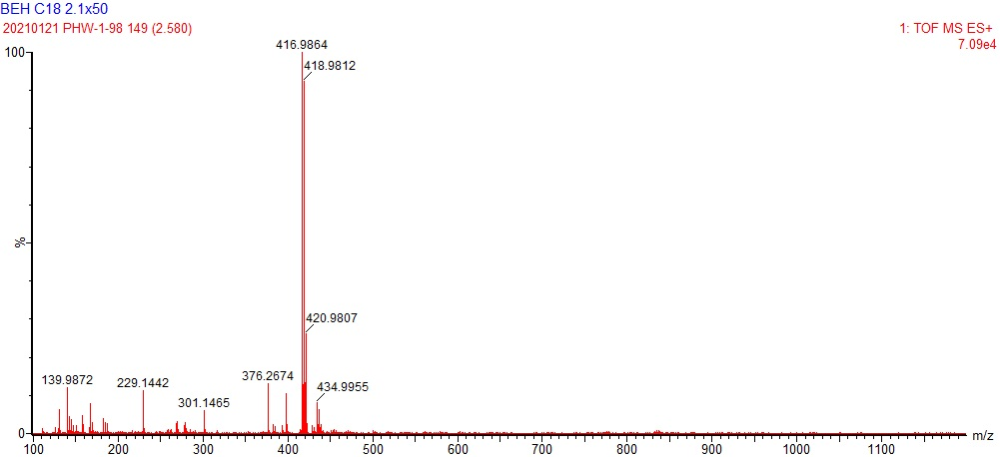 BEH C18 2.1x50
20210121 PHW-1-98 149 (2.580)
1: TOF MS ES+
7.09e4
100
%
0
416.9864
418.9812
420.9807
139.9872
229.1442
301.1465
376.2674
434.9955
100 200 300 400 500 600 700 800 900 1000 1100
m/z